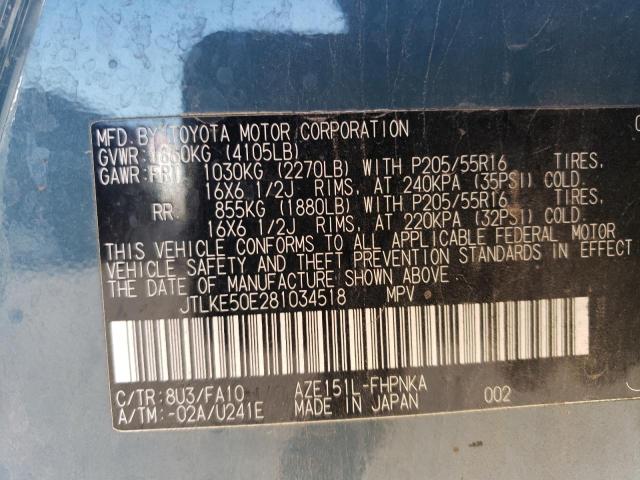 MFD.BY TOYOTA MOTOR CORPORATION
GVWR:1860KG (4105LB)
GAWR:FRT 1030KG (2270LB) WITH P205/55R16 TIRES,
16X6 1/2J RIMS, AT 240KPA (35PSI) COLD.
RR: 855KG (1880LB) WITH P205/55R16 TIRES,
16X6 1/2J RIMS, AT 220KPA (32PSI) COLD.
THIS VEHICLE CONFORMS TO ALL APPLICABLE FEDERAL MOTOR
VEHICLE SAFETY AND THEFT PREVENTION STANDARDS IN EFFECT
THE DATE OF MANUFACTURE SHOWN ABOVE.
JTLKE50E281034518 MPV
C/TR:8U3/FA10 AZE151L-FHPNKA
A/TM:-02A/U241E MADE IN JAPAN 002